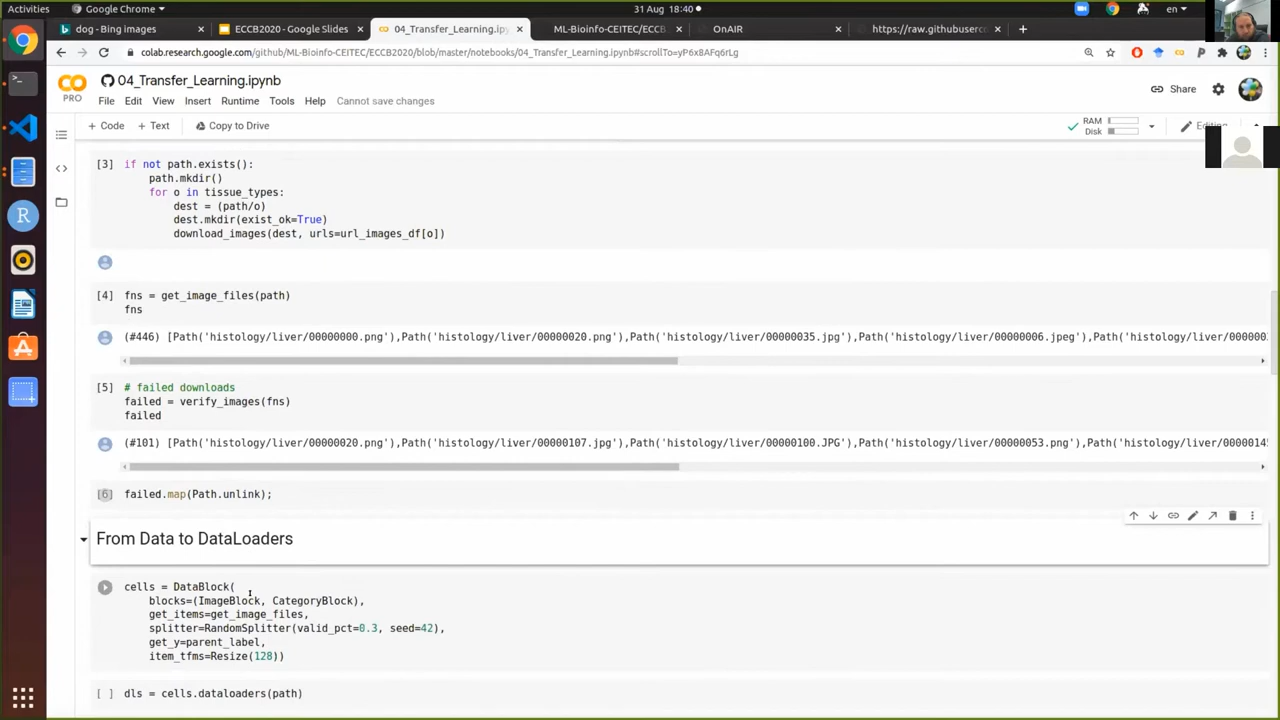 Activities
Google Chrome
31 Aug 18:40
en
dog - Bing images
ECCB2020 - Google Slides
04_Transfer_Learning.ipy
ML-Bioinfo-CEITEC/ECCB
OnAIR
https://raw.githubuserc
colab.research.google.com/github/ML-Bioinfo-CEITEC/ECCB2020/blob/master/notebooks/04_Transfer_Learning.ipynb#scrollTo=yP6x8AFq6rLg
PRO
04_Transfer_Learning.ipynb
File Edit View Insert Runtime Tools Help Cannot save changes
Share
+ Code + Text Copy to Drive
RAM
Disk
Editing
[3] if not path.exists():
path.mkdir()
for o in tissue_types:
dest = (path/o)
dest.mkdir(exist_ok=True)
download_images(dest, urls=url_images_df[o])
[4] fns = get_image_files(path)
fns
(#446) [Path('histology/liver/00000000.png'),Path('histology/liver/00000020.png'),Path('histology/liver/00000035.jpg'),Path('histology/liver/00000006.jpeg'),Path('histology/liver/0000000
[5] # failed downloads
failed = verify_images(fns)
failed
(#101) [Path('histology/liver/00000020.png'),Path('histology/liver/00000107.jpg'),Path('histology/liver/00000100.JPG'),Path('histology/liver/00000053.png'),Path('histology/liver/0000014
[6] failed.map(Path.unlink);
From Data to DataLoaders
cells = DataBlock(
blocks=(ImageBlock, CategoryBlock),
get_items=get_image_files,
splitter=RandomSplitter(valid_pct=0.3, seed=42),
get_y=parent_label,
item_tfms=Resize(128))
[ ] dls = cells.dataloaders(path)